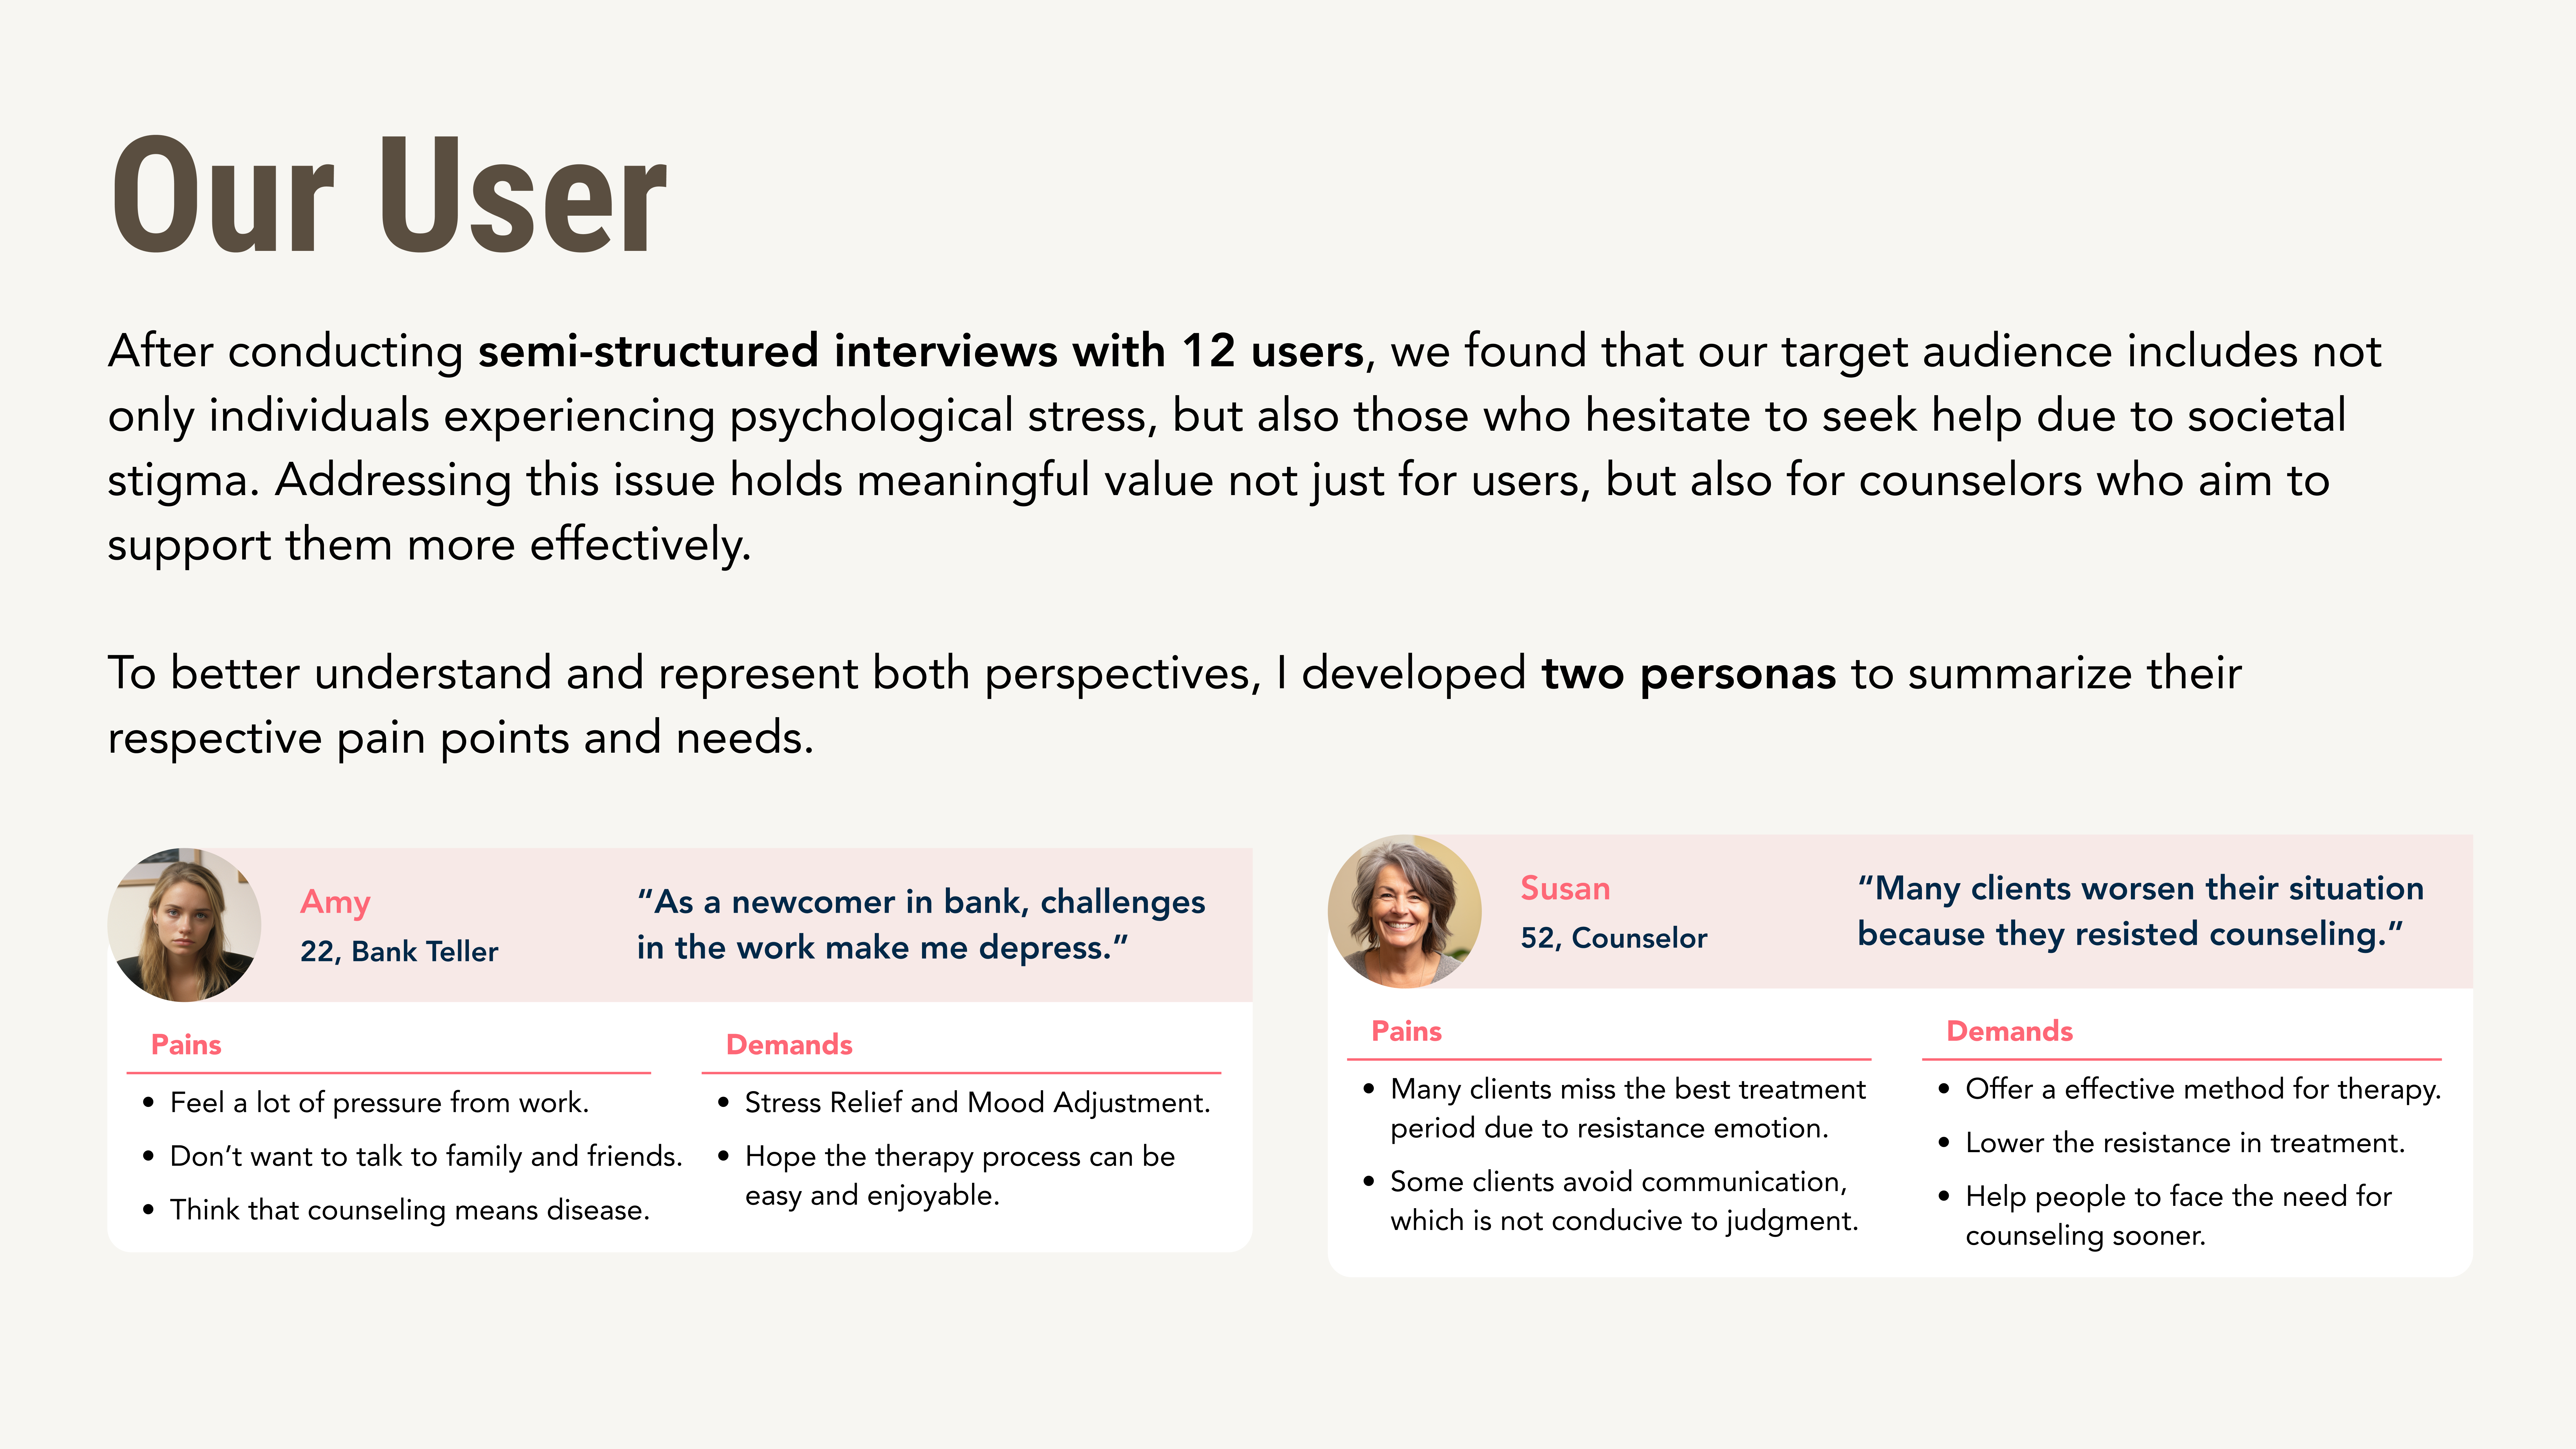 Our User
After conducting semi-structured interviews with 12 users, we found that our target audience includes not
only individuals experiencing psychological stress, but also those who hesitate to seek help due to societal
stigma. Addressing this issue holds meaningful value not just for users, but also for counselors who aim to
support them more effectively.
To better understand and represent both perspectives, I developed two personas to summarize their
respective pain points and needs.
Amy
22, Bank Teller
“As a newcomer in bank, challenges
in the work make me depress.”
Pains
• Feel a lot of pressure from work.
• Don’t want to talk to family and friends.
• Think that counseling means disease.
Demands
• Stress Relief and Mood Adjustment.
• Hope the therapy process can be
easy and enjoyable.
Susan
52, Counselor
“Many clients worsen their situation
because they resisted counseling.”
Pains
• Many clients miss the best treatment
period due to resistance emotion.
• Some clients avoid communication,
which is not conducive to judgment.
Demands
• Offer a effective method for therapy.
• Lower the resistance in treatment.
• Help people to face the need for
counseling sooner.